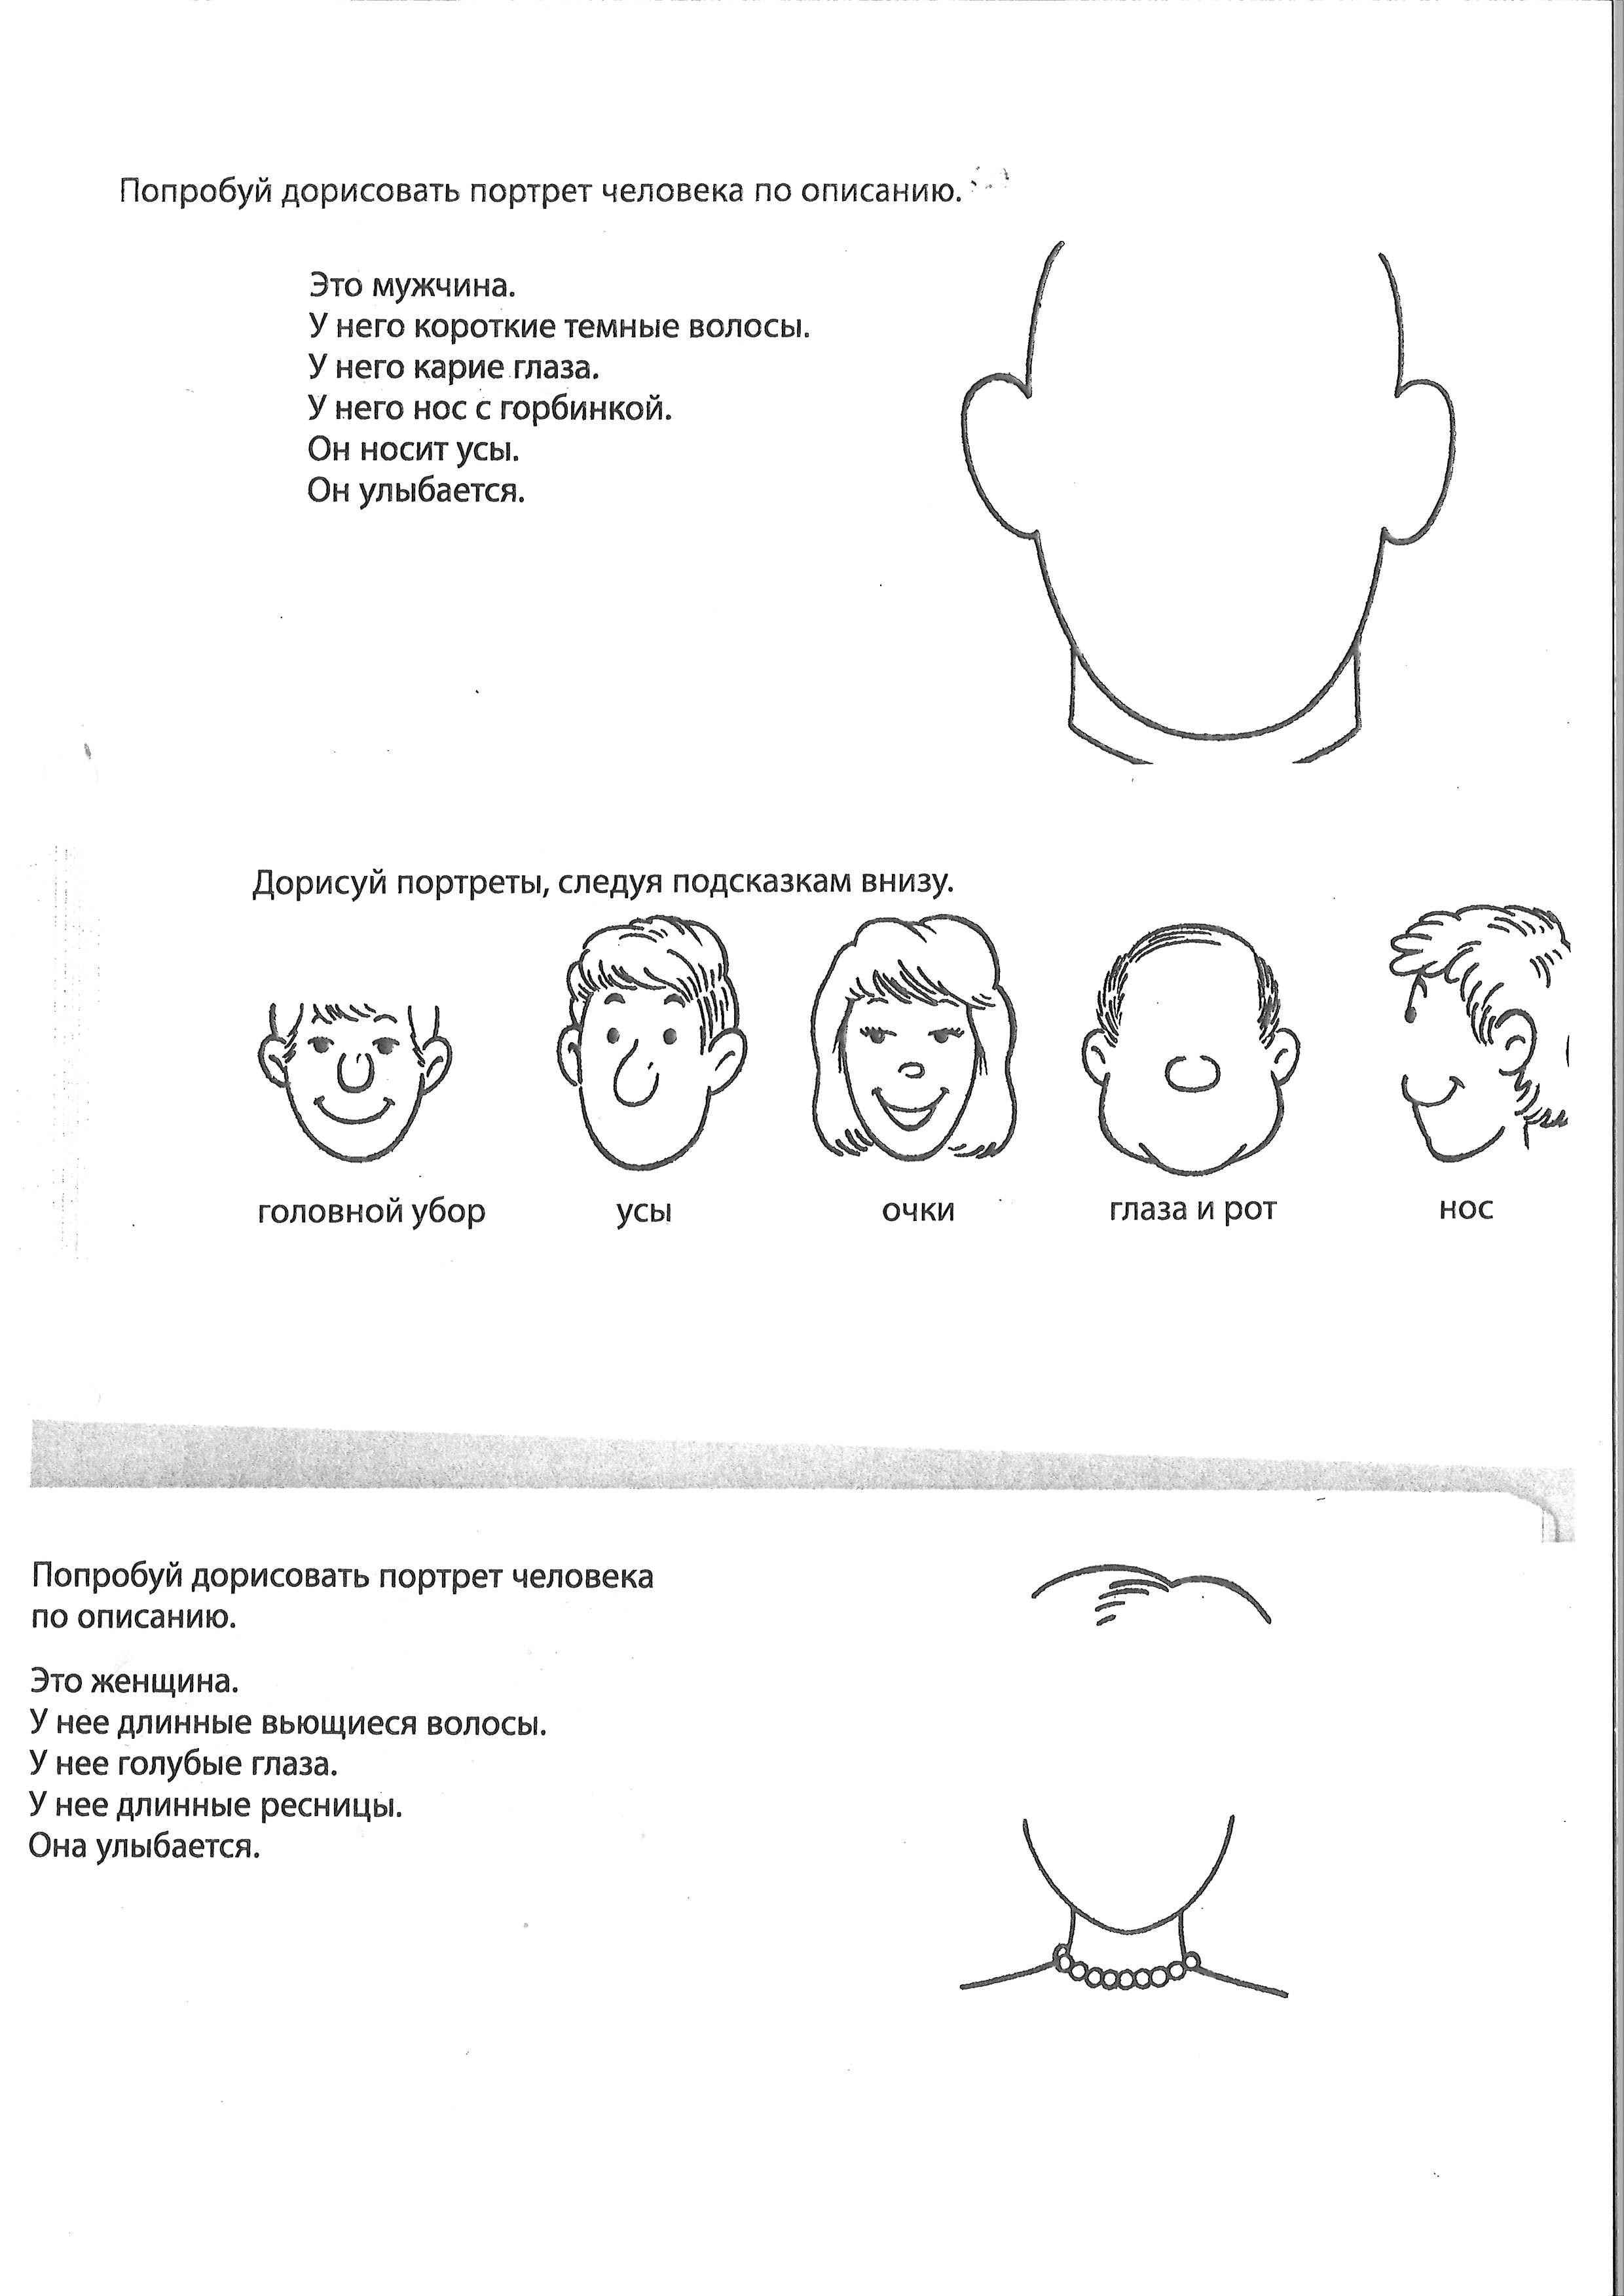 Попробуй дорисовать портрет человека по описанию.
Это мужчина.
У него короткие темные волосы.
У него карие глаза.
У него нос с горбинкой.
Он носит усы.
Он улыбается.
Дорисуй портреты, следуя подсказкам внизу.
головной убор усы очки глаза и рот нос
Попробуй дорисовать портрет человека
по описанию.
Это женщина.
У нее длинные вьющиеся волосы.
У нее голубые глаза.
У нее длинные ресницы.
Она улыбается.